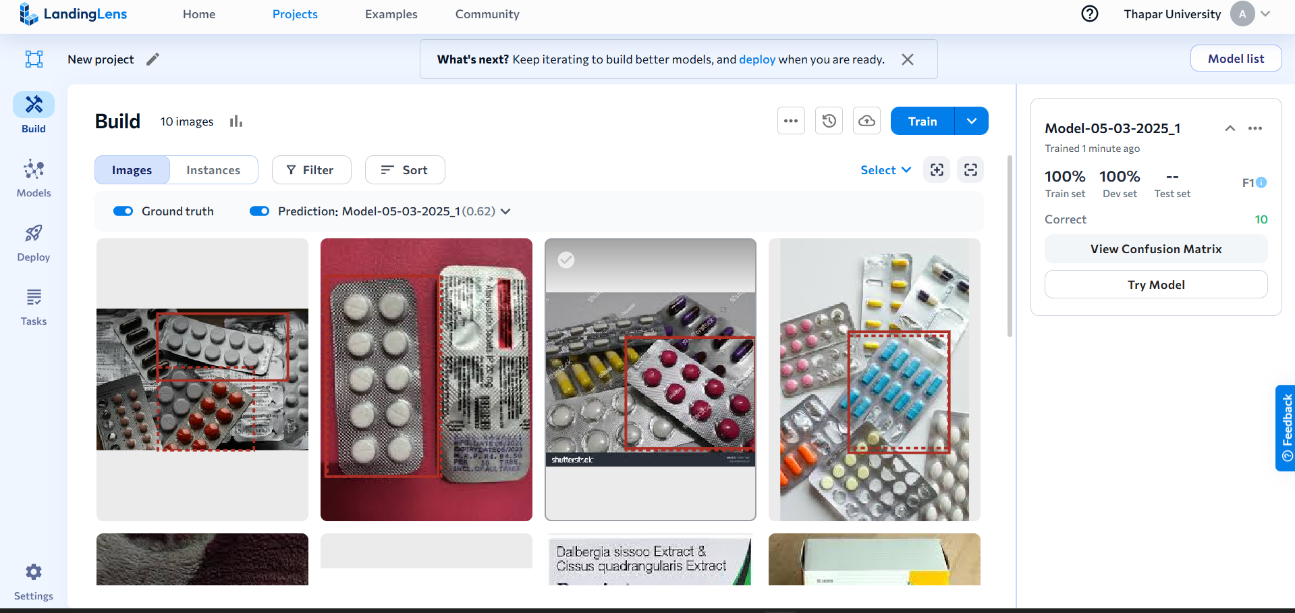 LandingLens
Home
Projects
Examples
Community
Thapar University
A
New project
What's next? Keep iterating to build better models, and deploy when you are ready.
Model list
Build
Models
Deploy
Tasks
Settings
Build
10 images
Train
Images
Instances
Filter
Sort
Select
Ground truth
Prediction: Model-05-03-2025_1 (0.62)
shutterstock
Dalbergia sissoo Extract &
Cissus quadrangularis Extract
Model-05-03-2025_1
Trained 1 minute ago
100%
100%
--
Train set
Dev set
Test set
F1
Correct
10
View Confusion Matrix
Try Model
Feedback